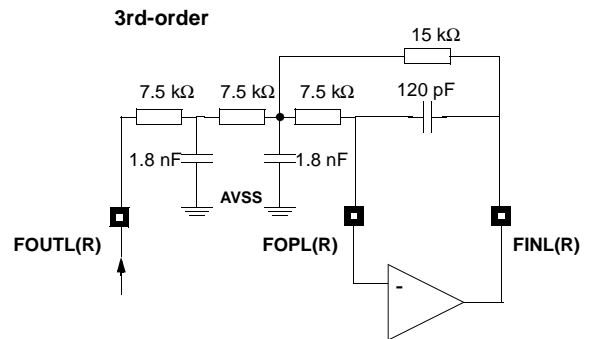 3rd-order
15 kΩ
7.5 kΩ 7.5 kΩ 7.5 kΩ 120 pF
1.8 nF 1.8 nF
AVSS
FOUTL(R) FOPL(R) FINL(R)
-